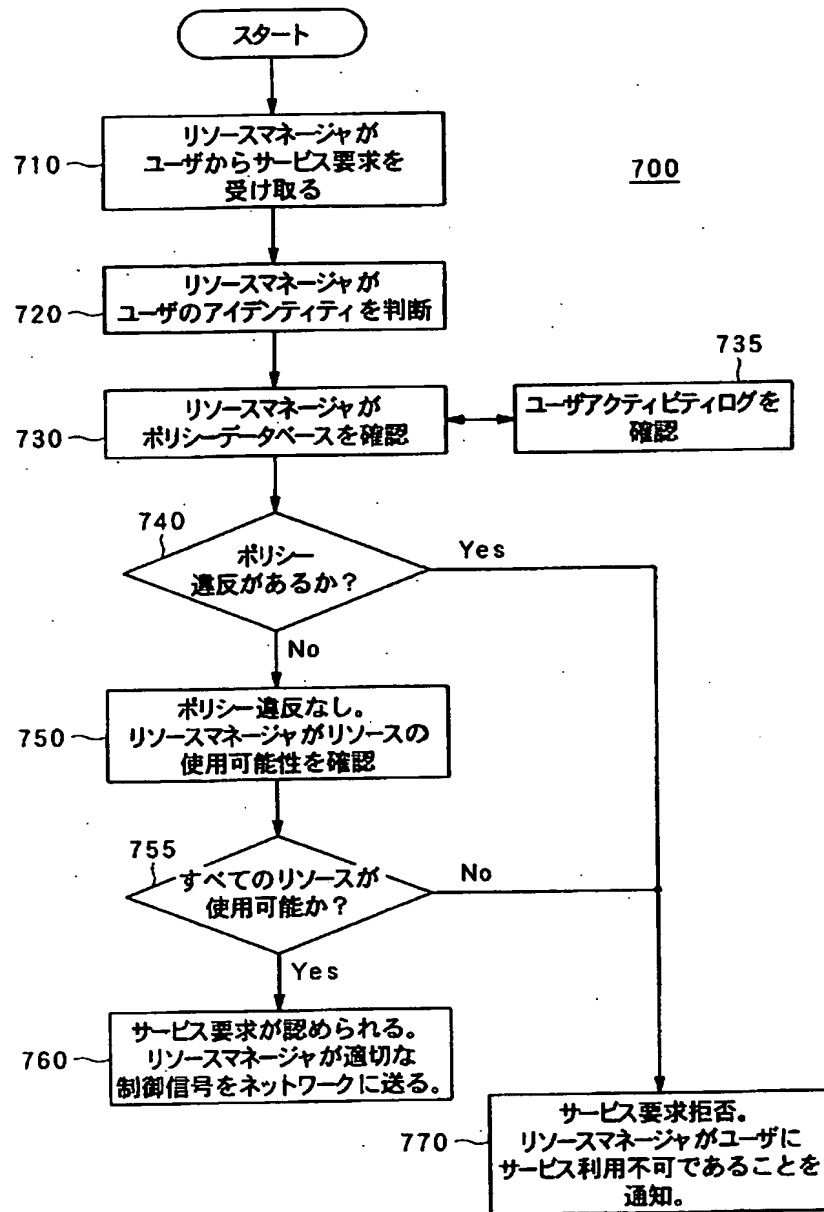 スタート
710
リソースマネージャが
ユーザからサービス要求を
受け取る
700
720
リソースマネージャが
ユーザのアイデンティティを判断
730
リソースマネージャが
ポリシーデータベースを確認
735
ユーザアクティビティログを
確認
740
ポリシー
違反があるか？
Yes
No
750
ポリシー違反なし。
リソースマネージャがリソースの
使用可能性を確認
755
すべてのリソースが
使用可能か？
No
Yes
760
サービス要求が認められる。
リソースマネージャが適切な
制御信号をネットワークに送る。
770
サービス要求拒否。
リソースマネージャがユーザに
サービス利用不可であることを
通知。